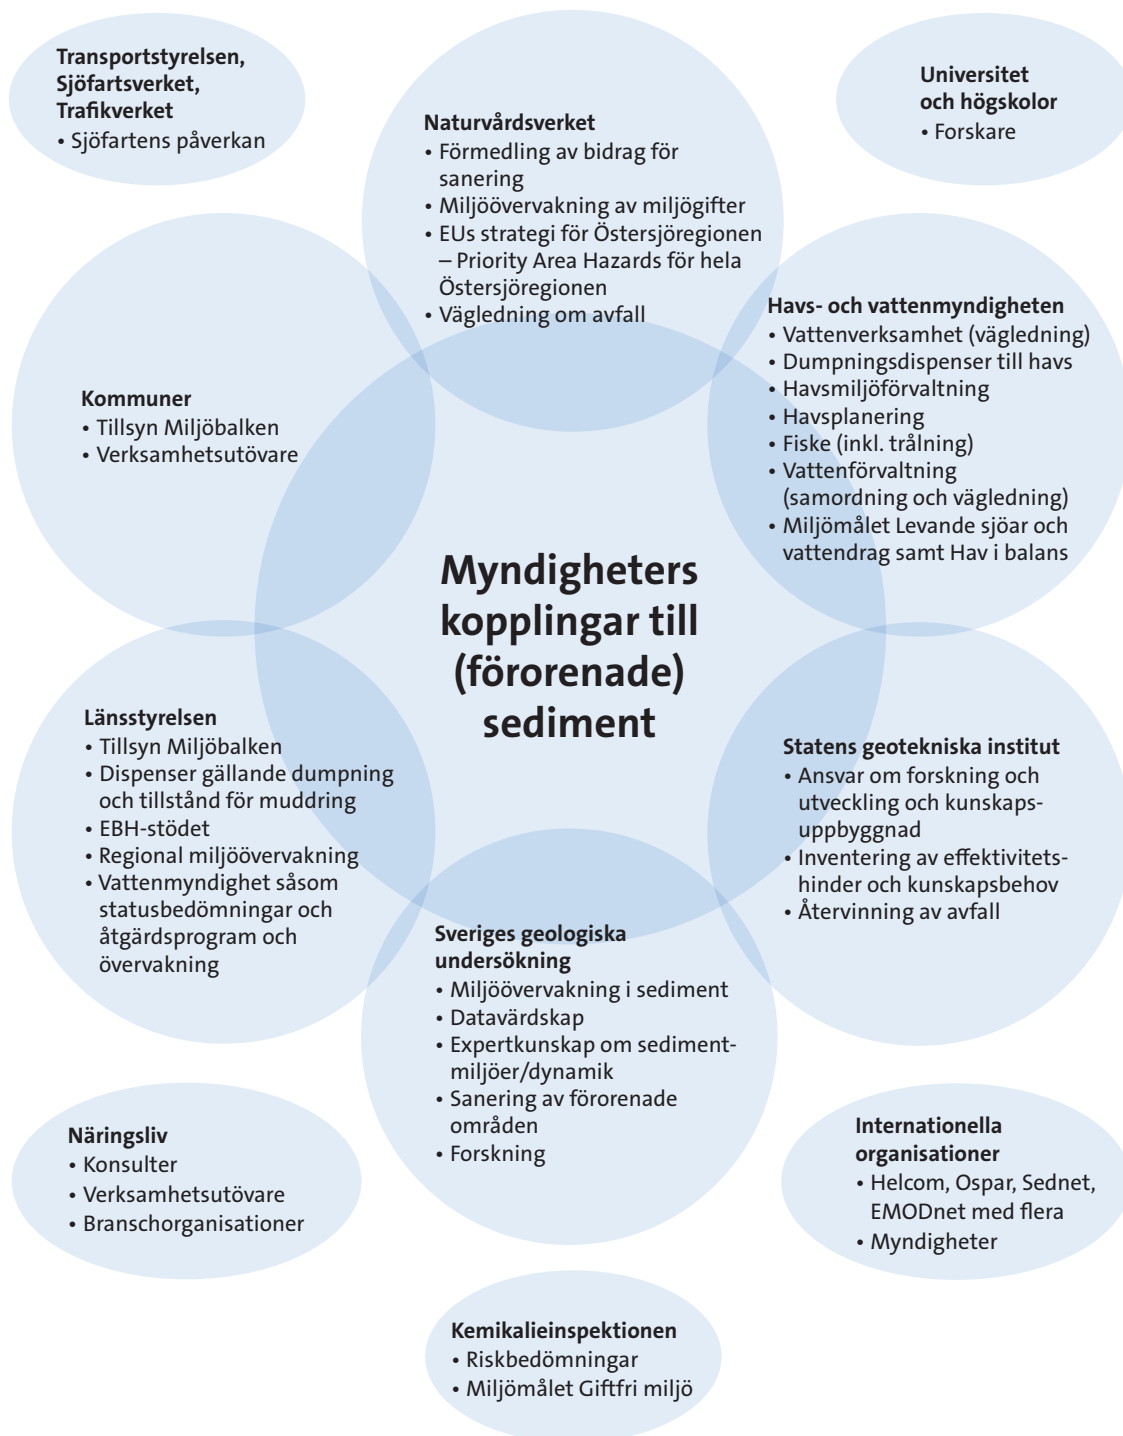 Transportstyrelsen,
Sjöfartsverket,
Trafikverket
• Sjöfartens påverkan
Universitet
och högskolor
• Forskare
Naturvårdsverket
• Förmedling av bidrag för
sanering
• Miljöövervakning av miljögifter
• EUs strategi för Östersjöregionen
– Priority Area Hazards för hela
Östersjöregionen
• Vägledning om avfall
Havs- och vattenmyndigheten
• Vattenverksamhet (vägledning)
• Dumpningsdispenser till havs
• Havsmiljöförvaltning
• Havsplanering
• Fiske (inkl. trålning)
• Vattenförvaltning
(samordning och vägledning)
• Miljömålet Levande sjöar och
vattendrag samt Hav i balans
Kommuner
• Tillsyn Miljöbalken
• Verksamhetsutövare
Myndigheters
kopplingar till
(förorenade)
sediment
Länsstyrelsen
• Tillsyn Miljöbalken
• Dispenser gällande dumpning
och tillstånd för muddring
• EBH-stödet
• Regional miljöövervakning
• Vattenmyndighet såsom
statusbedömningar och
åtgärdsprogram och
övervakning
Statens geotekniska institut
• Ansvar om forskning och
utveckling och kunskaps-
uppbyggnad
• Inventering av effektivitets-
hinder och kunskapsbehov
• Återvinning av avfall
Sveriges geologiska
undersökning
• Miljöövervakning i sediment
• Datavärdskap
• Expertkunskap om sediment-
miljöer/dynamik
• Sanering av förorenade
områden
• Forskning
Näringsliv
• Konsulter
• Verksamhetsutövare
• Branschorganisationer
Internationella
organisationer
• Helcom, Ospar, Sednet,
EMODnet med flera
• Myndigheter
Kemikalieinspektionen
• Riskbedömningar
• Miljömålet Giftfri miljö